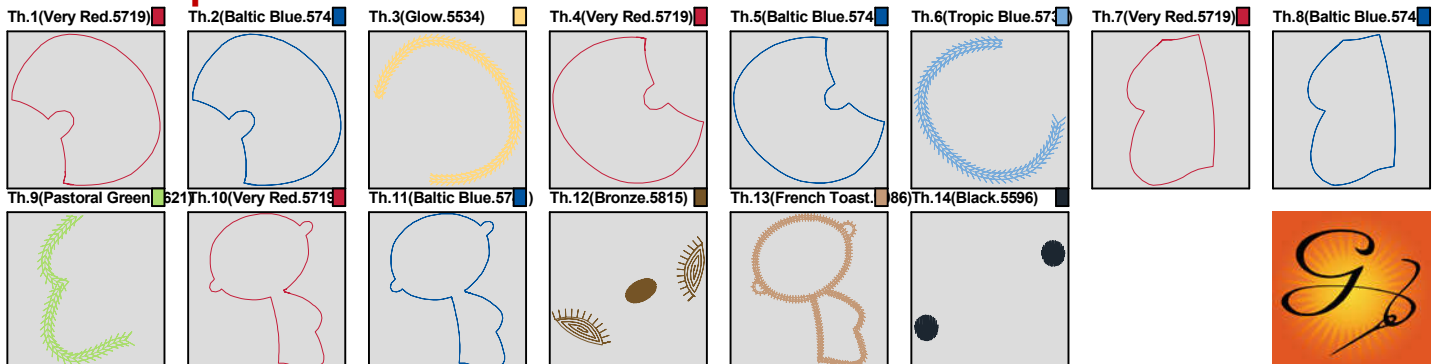 Th.1(Very Red.5719)
Th.2(Baltic Blue.574
Th.3(Glow.5534)
Th.4(Very Red.5719)
Th.5(Baltic Blue.574
Th.6(Tropic Blue.573 )
Th.7(Very Red.5719)
Th.8(Baltic Blue.574
Th.9(Pastoral Green. 621)
Th.10(Very Red.5719
Th.11(Baltic Blue.57 )
Th.12(Bronze.5815)
Th.13(French Toast. 86)
Th.14(Black.5596)